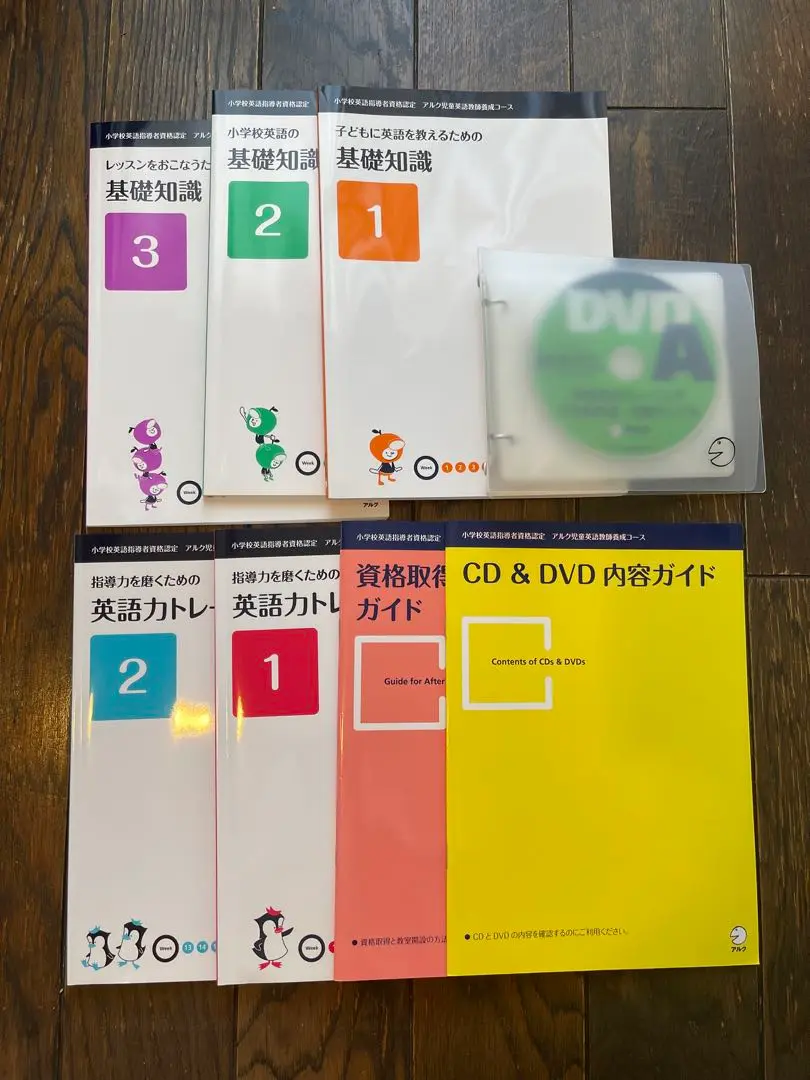 小学校英語指導者資格認定 アルク
レッスンをおこなうた
基礎知識
3
Week
小学校英語指導者資格認定
小学校英語の
基礎知識
2
Week
小学校英語指導者資格認定 アルク児童英語教師養成コース
子どもに英語を教えるための
基礎知識
1
Week 1 2 3
アルク
DVD
A
小学校英語指導者資格認定 アルク児
指導力を磨くための
英語力トレー
2
Week 13 14
小学校英語指導者資格認定 アル
指導力を磨くための
英語力トレ
1
Week
小学校英語指導者資格認定
資格取得
ガイド
Guide for After
●資格取得と教室開設の方法
小学校英語指導者資格認定 アルク児童英語教師養成コース
CD & DVD 内容ガイド
Contents of CDs & DVDs
●CDとDVDの内容を確認するのにご利用ください。
アルク